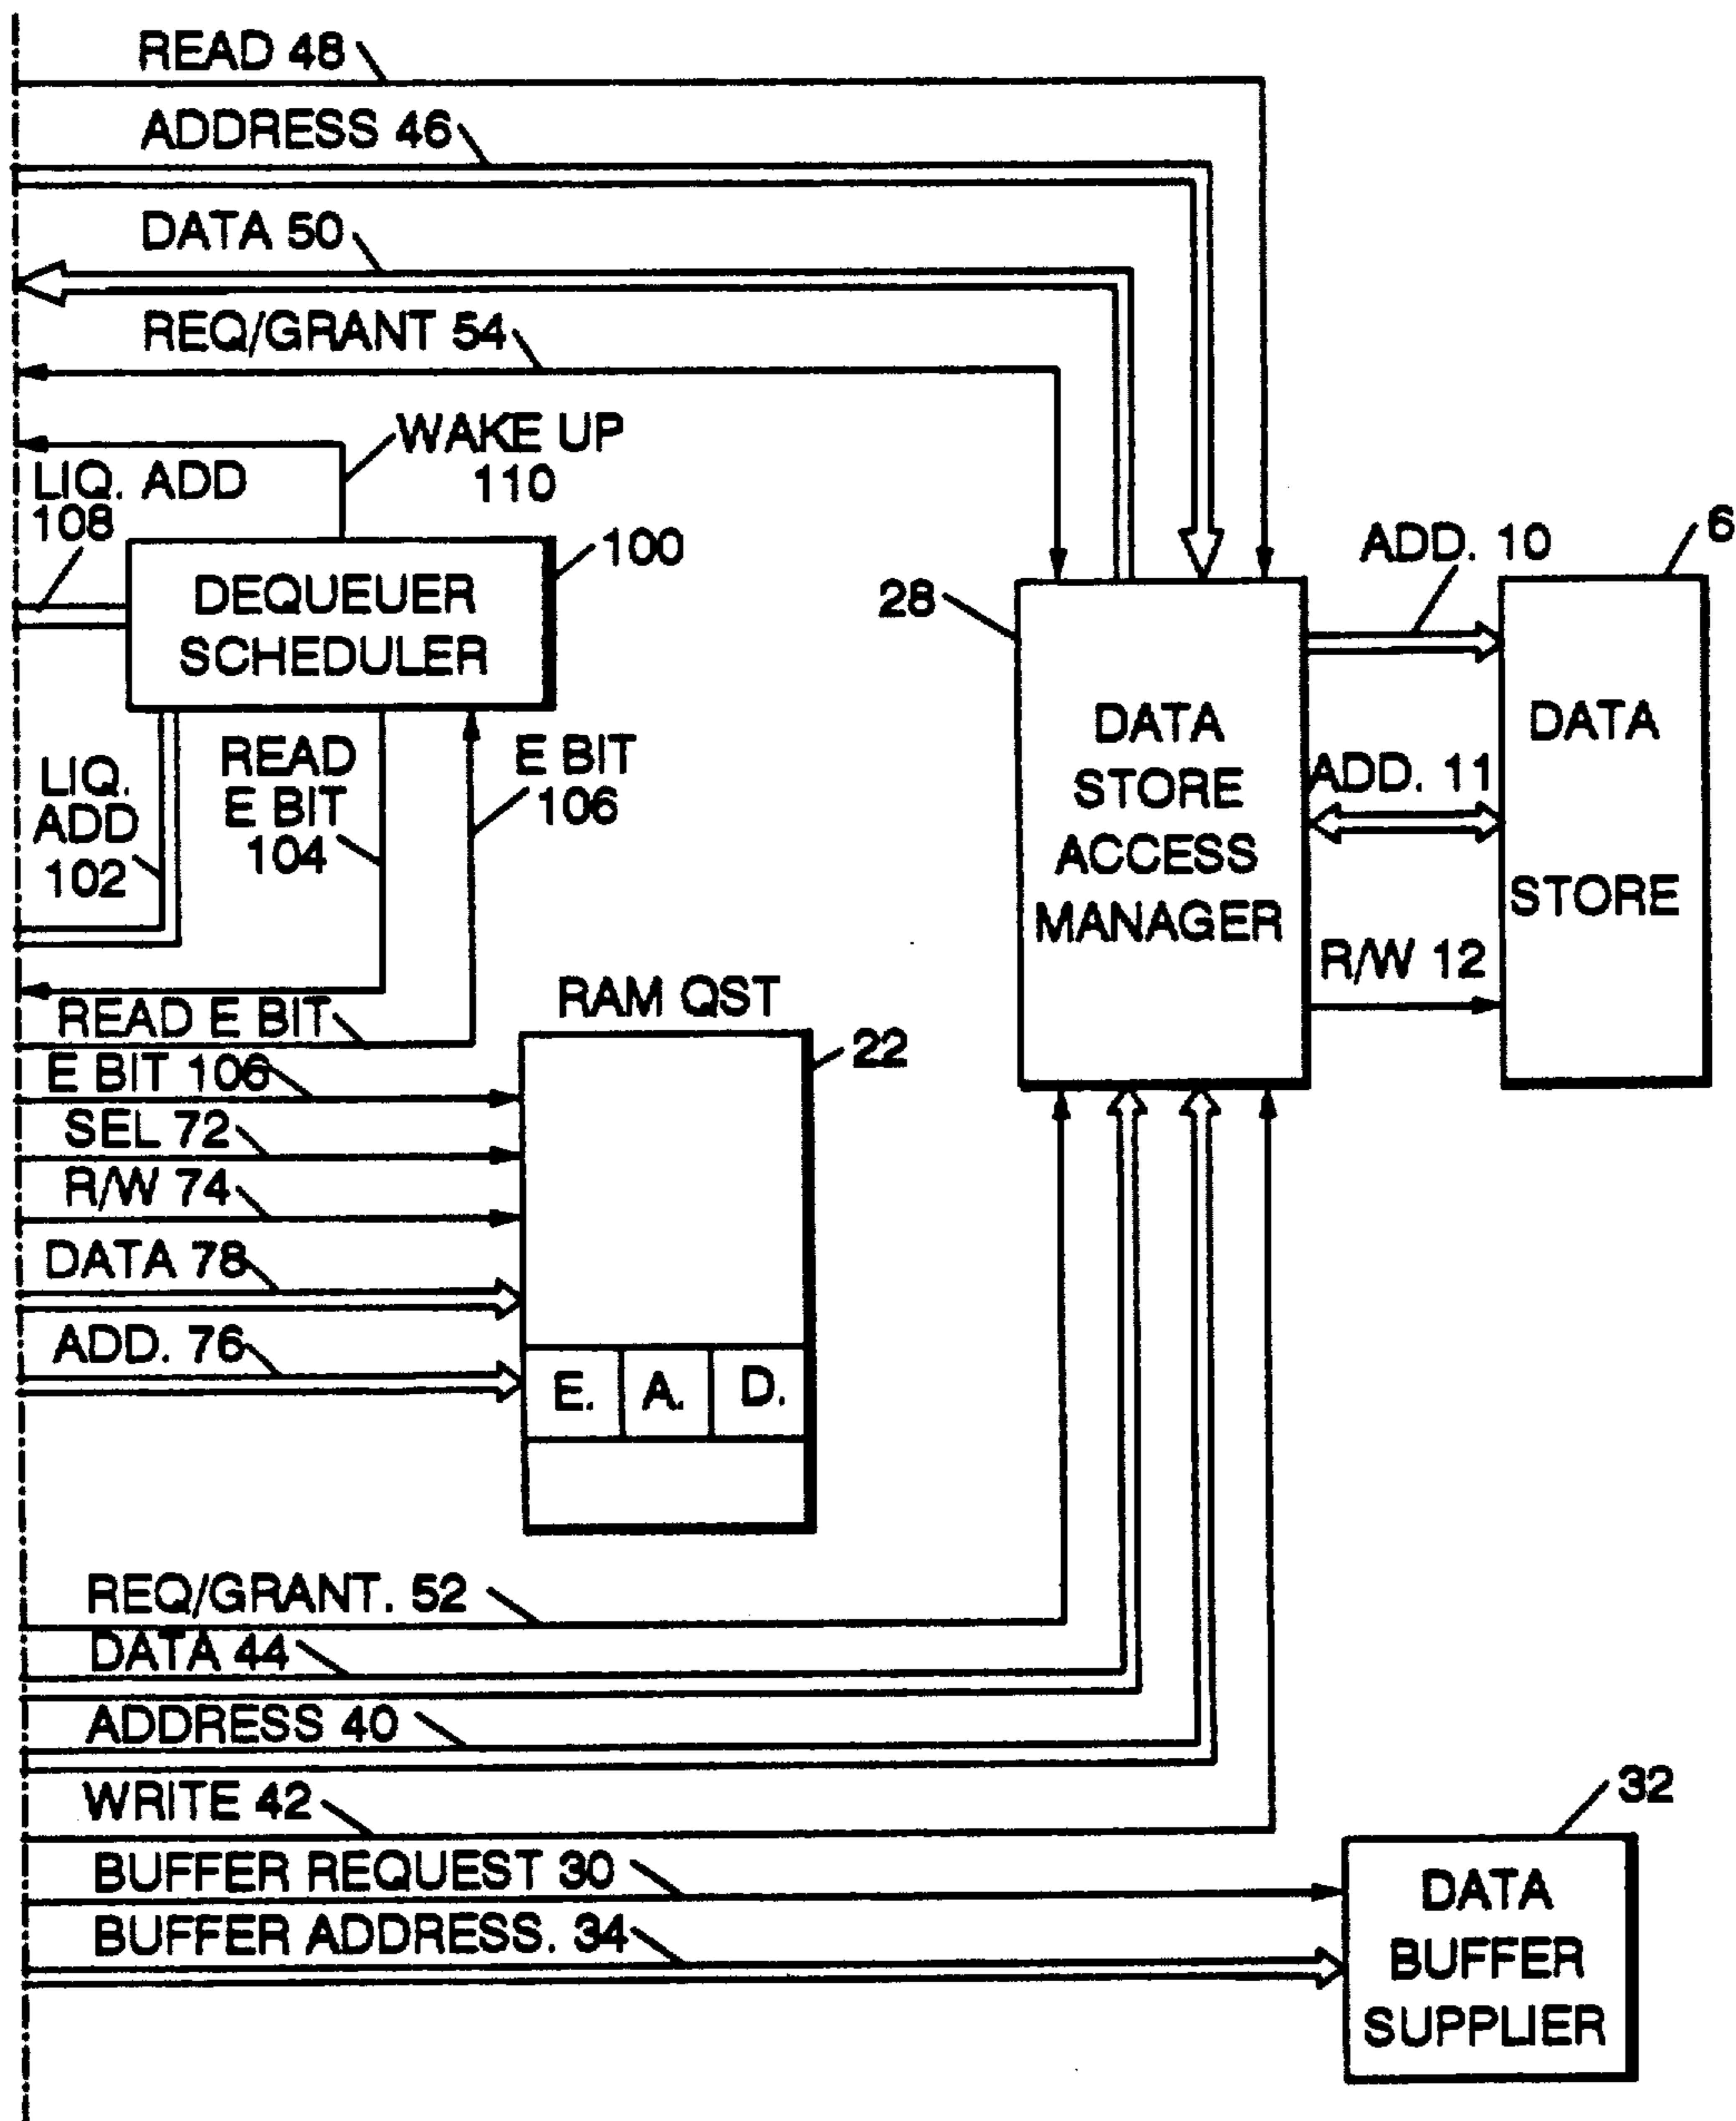 READ 48
ADDRESS 46
DATA 50
REQ/GRANT 54
WAKE UP
110
LIQ. ADD
108
100
DEQUEUER
SCHEDULER
LIQ.
ADD
102
READ
E BIT
104
E BIT
106
28
DATA
STORE
ACCESS
MANAGER
ADD. 10
ADD. 11
R/W 12
6
DATA
STORE
RAM QST
22
READ E BIT
E BIT 106
SEL 72
R/W 74
DATA 78
ADD. 76
E. A. D.
REQ/GRANT. 52
DATA 44
ADDRESS 40
WRITE 42
BUFFER REQUEST 30
BUFFER ADDRESS. 34
32
DATA
BUFFER
SUPPLIER